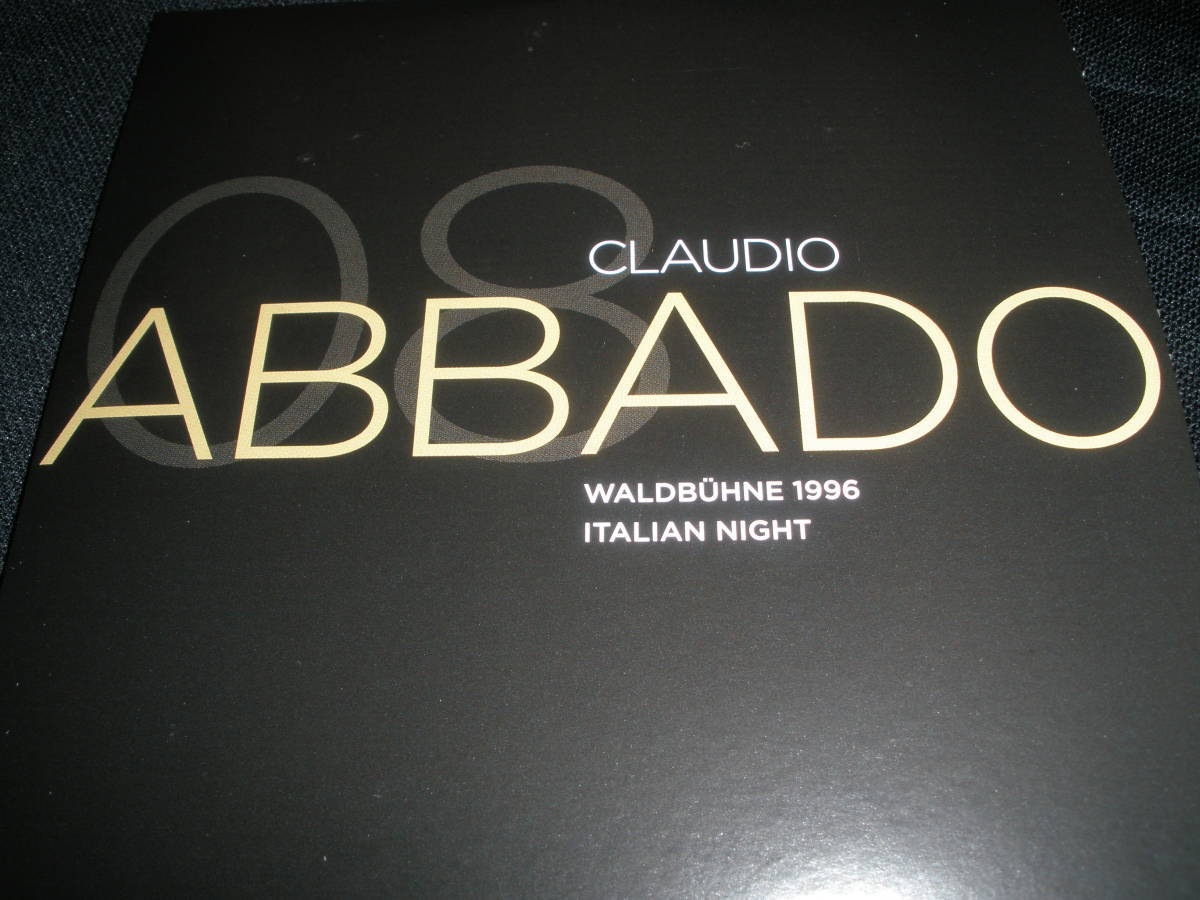 08
CLAUDIO
ABBADO
WALDBÜHNE 1996
ITALIAN NIGHT